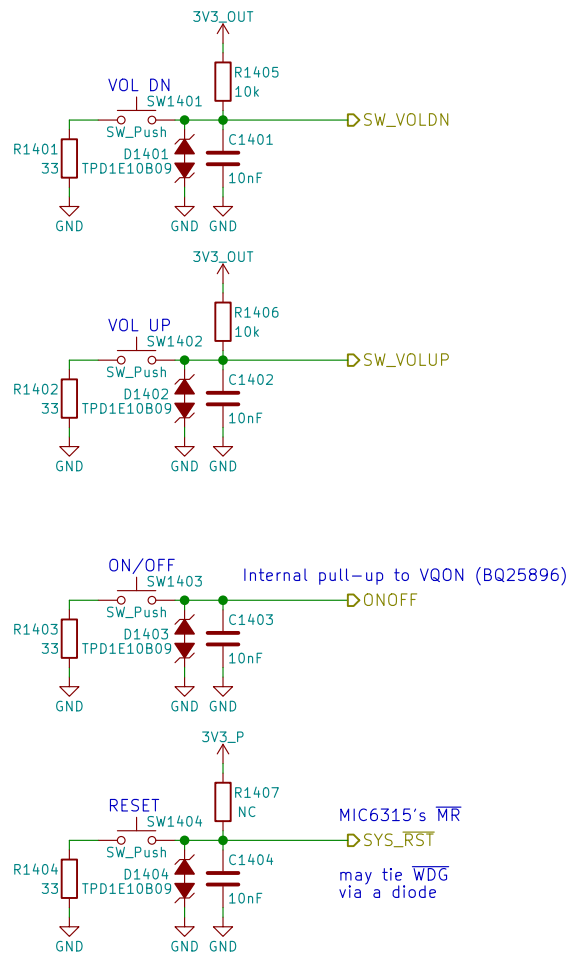 3V3_OUT
R1405
10k
VOL DN
SW1401
SW_Push
SW_VOLDN
R1401
33
D1401
TPD1E10B09
C1401
10nF
GND
GND
GND
3V3_OUT
R1406
10k
VOL UP
SW1402
SW_Push
SW_VOLUP
R1402
33
D1402
TPD1E10B09
C1402
10nF
GND
GND
GND
ON/OFF
SW1403
SW_Push
Internal pull-up to VQON (BQ25896)
ONOFF
R1403
33
D1403
TPD1E10B09
C1403
10nF
GND
GND
GND
3V3_P
R1407
NC
RESET
SW1404
SW_Push
MIC6315's MR
SYS_RST
may tie WDG
via a diode
R1404
33
D1404
TPD1E10B09
C1404
10nF
GND
GND
GND